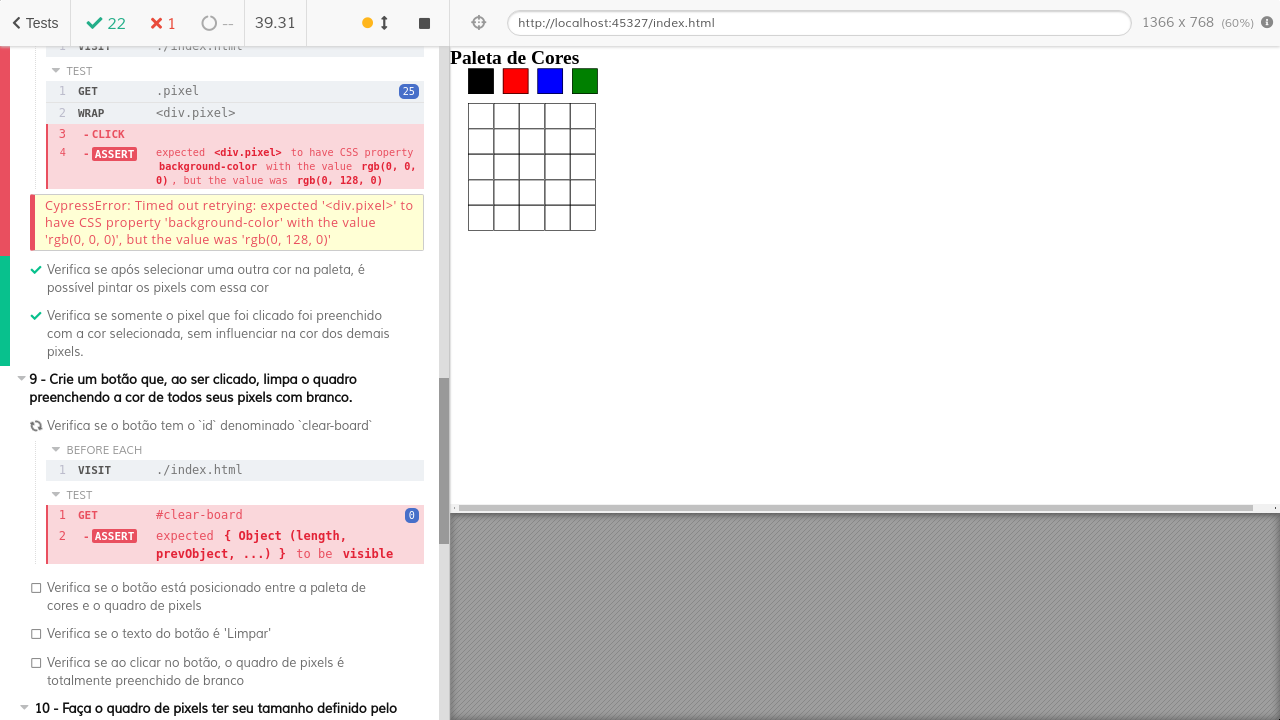 Tests 22 1 -- 39.31
http://localhost:45327/index.html 1366 x 768 (60%)
1 VISIT ./index.html
TEST
1 GET .pixel 25
2 WRAP <div.pixel>
3 - CLICK
4 - ASSERT expected <div.pixel> to have CSS property
background-color with the value rgb(0, 0,
0) , but the value was rgb(0, 128, 0)
CypressError: Timed out retrying: expected '<div.pixel>' to
have CSS property 'background-color' with the value
'rgb(0, 0, 0)', but the value was 'rgb(0, 128, 0)'
Verifica se após selecionar uma outra cor na paleta, é
possível pintar os pixels com essa cor
Verifica se somente o pixel que foi clicado foi preenchido
com a cor selecionada, sem influenciar na cor dos demais
pixels.
9 - Crie um botão que, ao ser clicado, limpa o quadro
preenchendo a cor de todos seus pixels com branco.
Verifica se o botão tem o `id` denominado `clear-board`
BEFORE EACH
1 VISIT ./index.html
TEST
1 GET #clear-board 0
2 - ASSERT expected { Object (length,
prevObject, ...) } to be visible
Verifica se o botão está posicionado entre a paleta de
cores e o quadro de pixels
Verifica se o texto do botão é 'Limpar'
Verifica se ao clicar no botão, o quadro de pixels é
totalmente preenchido de branco
10 - Faça o quadro de pixels ter seu tamanho definido pelo
Paleta de Cores